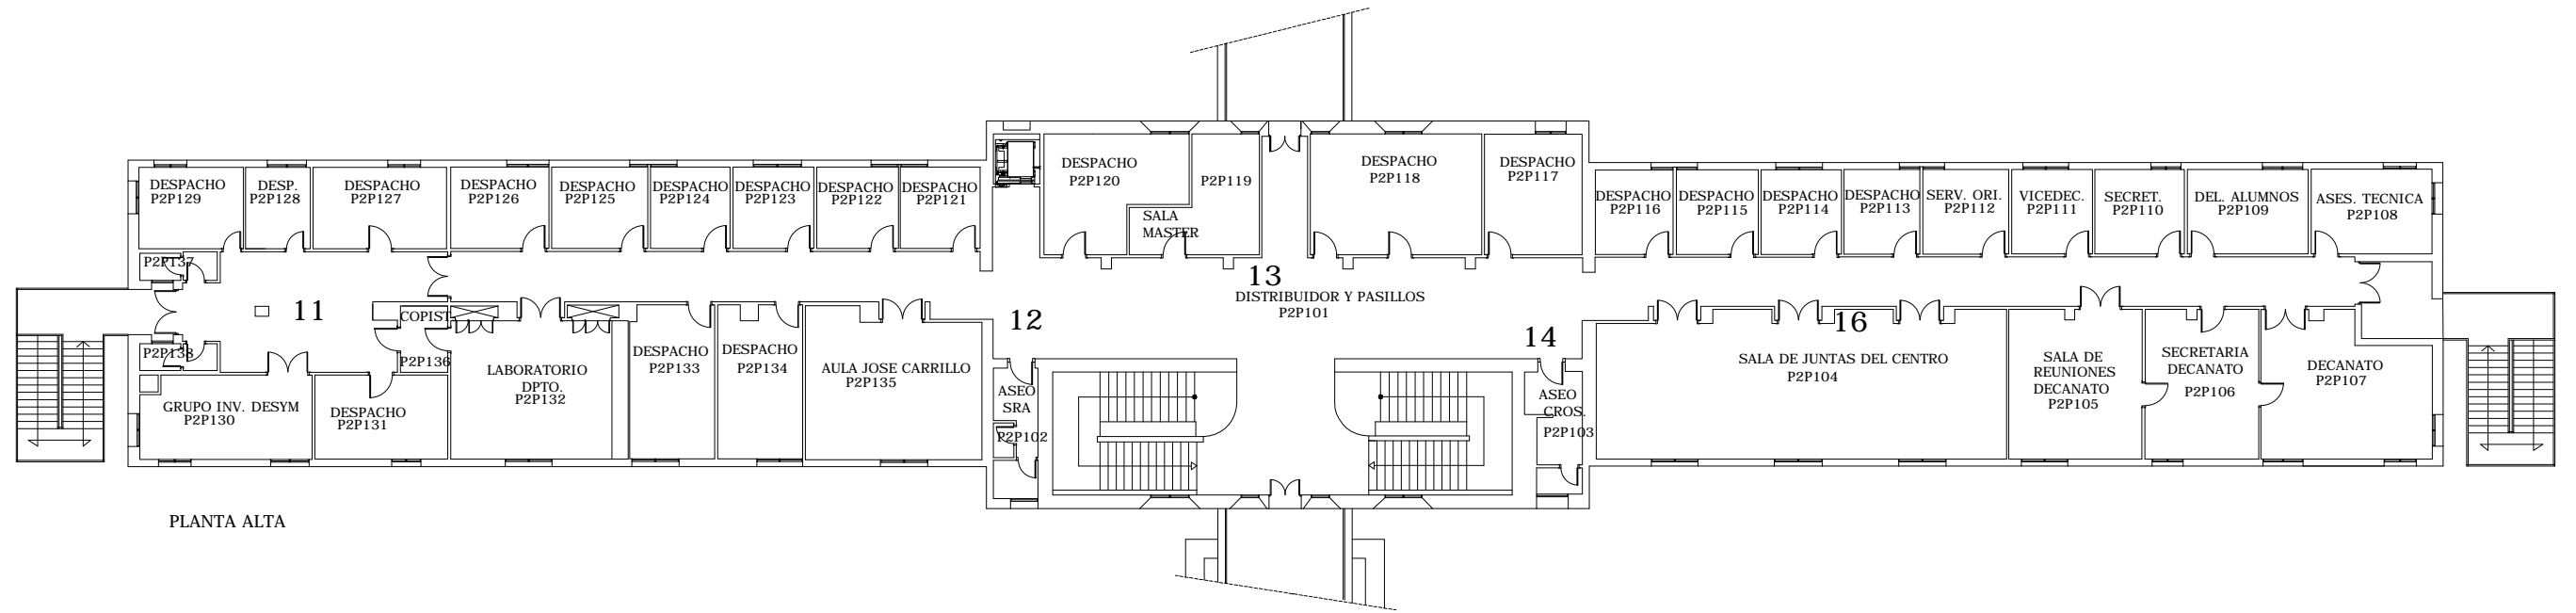 DESPACHO
P2P129
DESP.
P2P128
DESPACHO
P2P127
DESPACHO
P2P126
DESPACHO
P2P125
DESPACHO
P2P124
DESPACHO
P2P123
DESPACHO
P2P122
DESPACHO
P2P121
DESPACHO
P2P120
P2P119
SALA
MASTER
DESPACHO
P2P118
DESPACHO
P2P117
DESPACHO
P2P116
DESPACHO
P2P115
DESPACHO
P2P114
DESPACHO
P2P113
SERV. ORI.
P2P112
VICEDEC.
P2P111
SECRET.
P2P110
DEL. ALUMNOS
P2P109
ASES. TECNICA
P2P108
P2P137
11
COPIST
12
13
DISTRIBUIDOR Y PASILLOS
P2P101
14
16
P2P138
P2P136
GRUPO INV. DESYM
P2P130
DESPACHO
P2P131
LABORATORIO
DPTO.
P2P132
DESPACHO
P2P133
DESPACHO
P2P134
AULA JOSE CARRILLO
P2P135
ASEO
SRA
P2P102
ASEO
CROS.
P2P103
SALA DE JUNTAS DEL CENTRO
P2P104
SALA DE
REUNIONES
DECANATO
P2P105
SECRETARIA
DECANATO
P2P106
DECANATO
P2P107
PLANTA ALTA